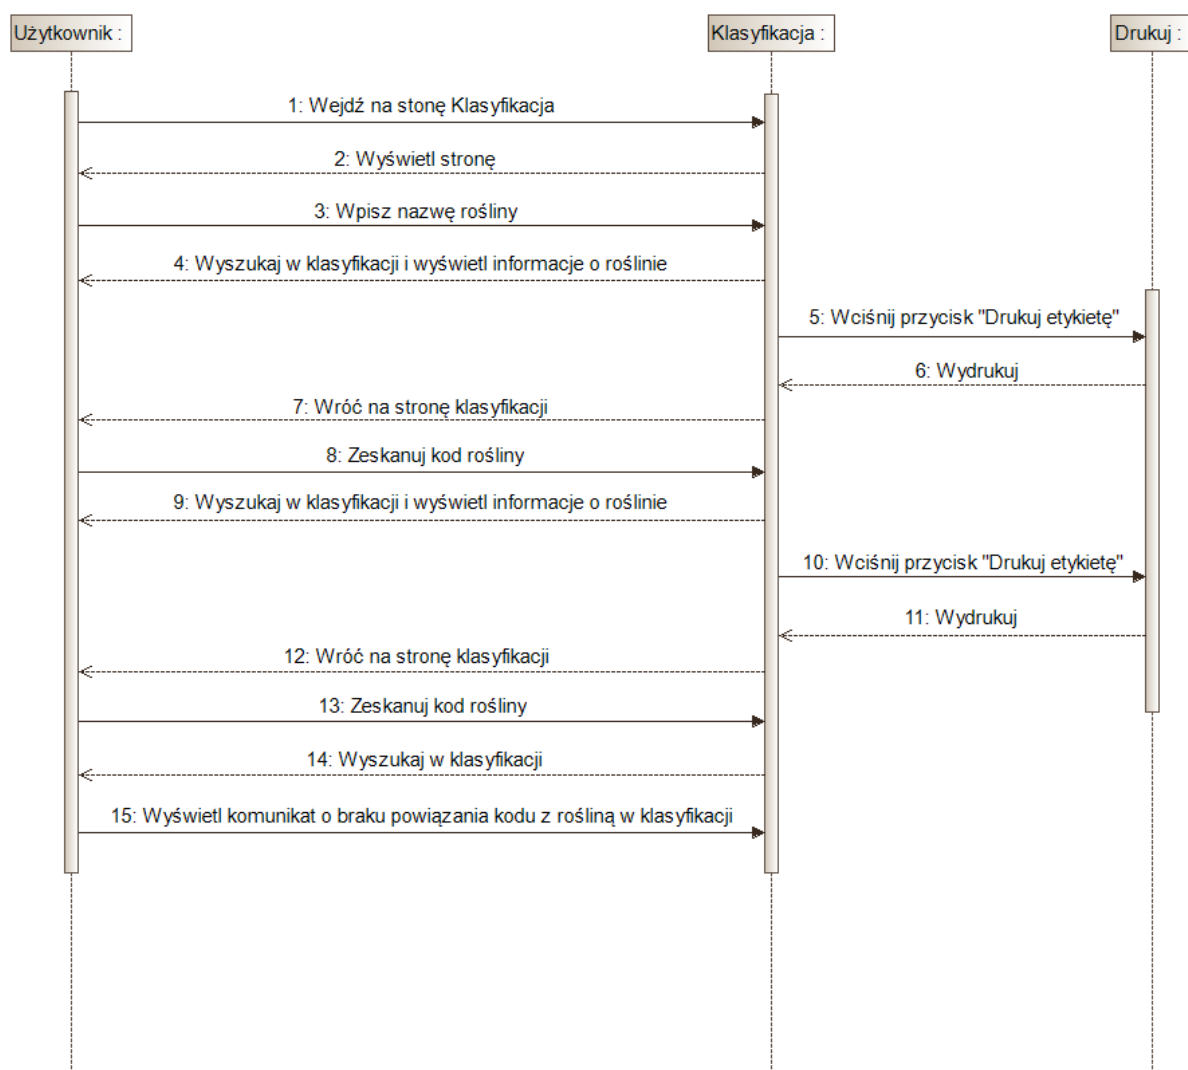 Użytkownik :
Klasyfikacja :
Drukuj :
1: Wejdź na stonę Klasyfikacja
2: Wyświetl stronę
3: Wpisz nazwę rośliny
4: Wyszukaj w klasyfikacji i wyświetl informacje o roślinie
5: Wciśnij przycisk "Drukuj etykietę"
6: Wydrukuj
7: Wróć na stronę klasyfikacji
8: Zeskanuj kod rośliny
9: Wyszukaj w klasyfikacji i wyświetl informacje o roślinie
10: Wciśnij przycisk "Drukuj etykietę"
11: Wydrukuj
12: Wróć na stronę klasyfikacji
13: Zeskanuj kod rośliny
14: Wyszukaj w klasyfikacji
15: Wyświetl komunikat o braku powiązania kodu z rośliną w klasyfikacji